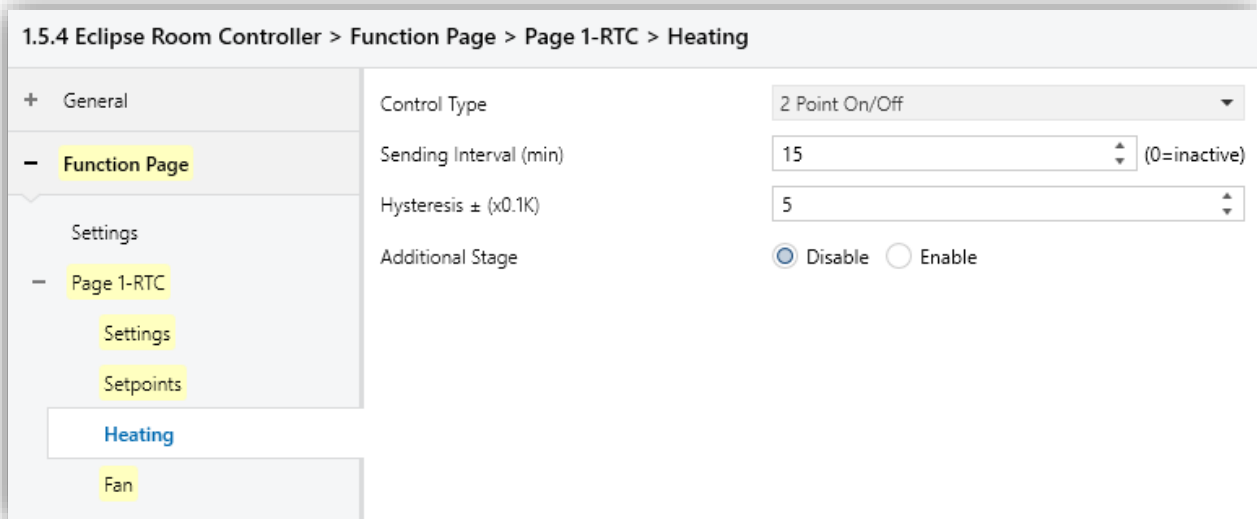 1.5.4 Eclipse Room Controller > Function Page > Page 1-RTC > Heating
+ General
− Function Page
Settings
− Page 1-RTC
Settings
Setpoints
Heating
Fan
Control Type 2 Point On/Off
Sending Interval (min) 15 (0=inactive)
Hysteresis ± (x0.1K) 5
Additional Stage Disable Enable